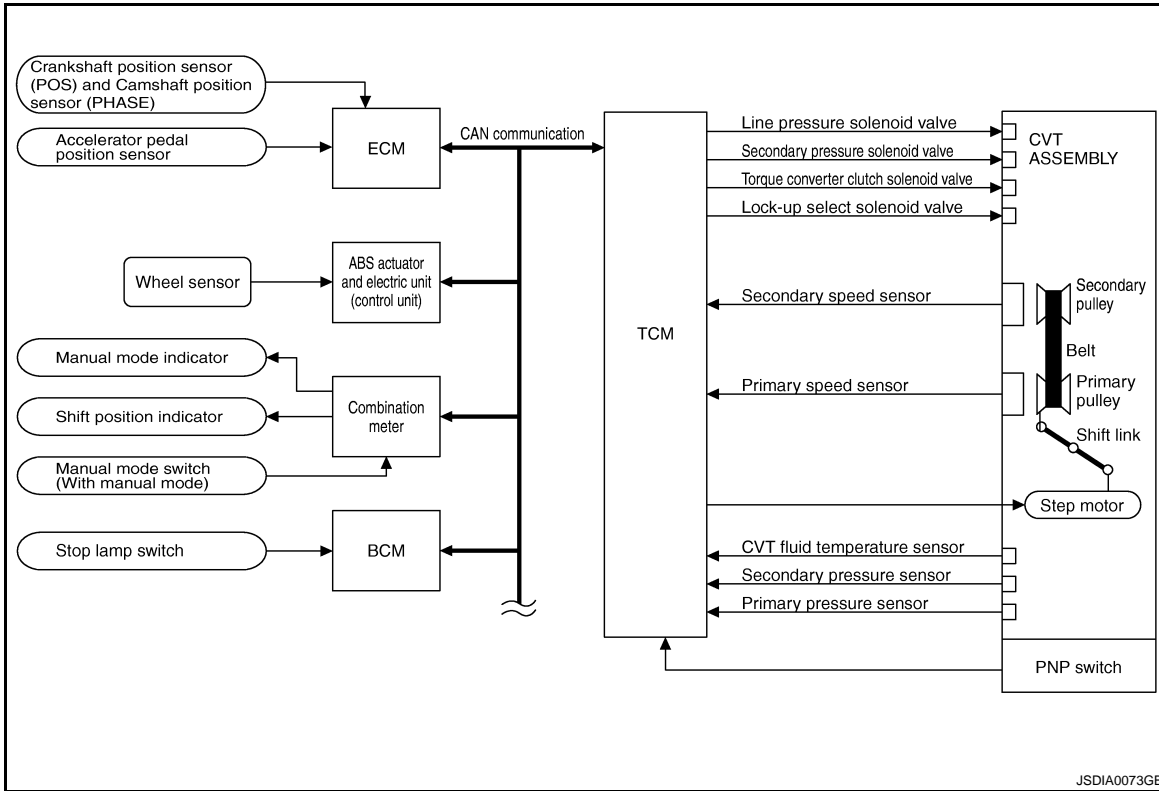 Crankshaft position sensor
(POS) and Camshaft position
sensor (PHASE)
Accelerator pedal
position sensor
ECM
CAN communication
Wheel sensor
ABS actuator
and electric unit
(control unit)
Manual mode indicator
Shift position indicator
Manual mode switch
(With manual mode)
Combination
meter
Stop lamp switch
BCM
TCM
Line pressure solenoid valve
Secondary pressure solenoid valve
Torque converter clutch solenoid valve
Lock-up select solenoid valve
Secondary speed sensor
Primary speed sensor
CVT fluid temperature sensor
Secondary pressure sensor
Primary pressure sensor
CVT
ASSEMBLY
Secondary
pulley
Belt
Primary
pulley
Shift link
Step motor
PNP switch
JSDIA0073GE